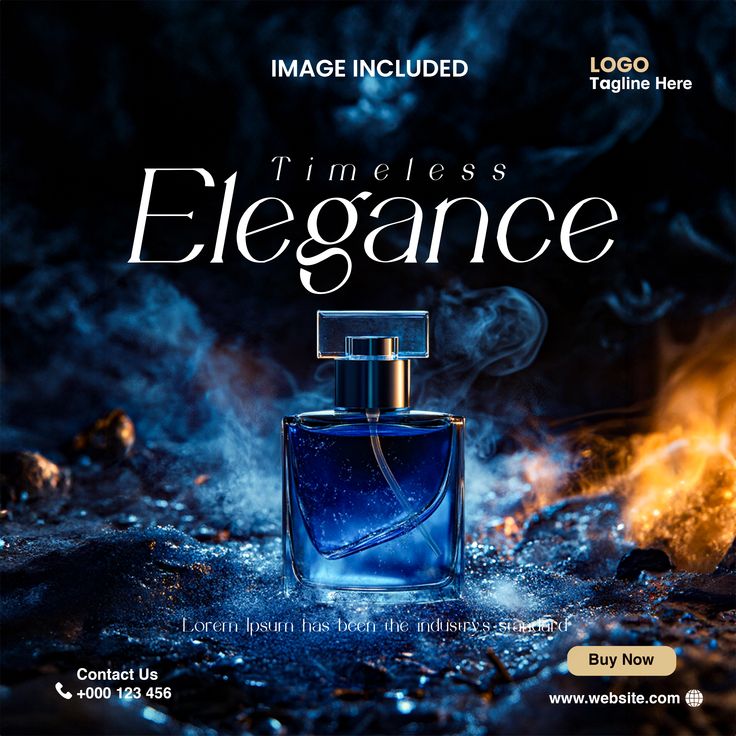 IMAGE INCLUDED
LOGO
Tagline Here
Timeless
Elegance
Lorem Ipsum has been the industry's standard
Buy Now
Contact Us
+000 123 456
www.website.com